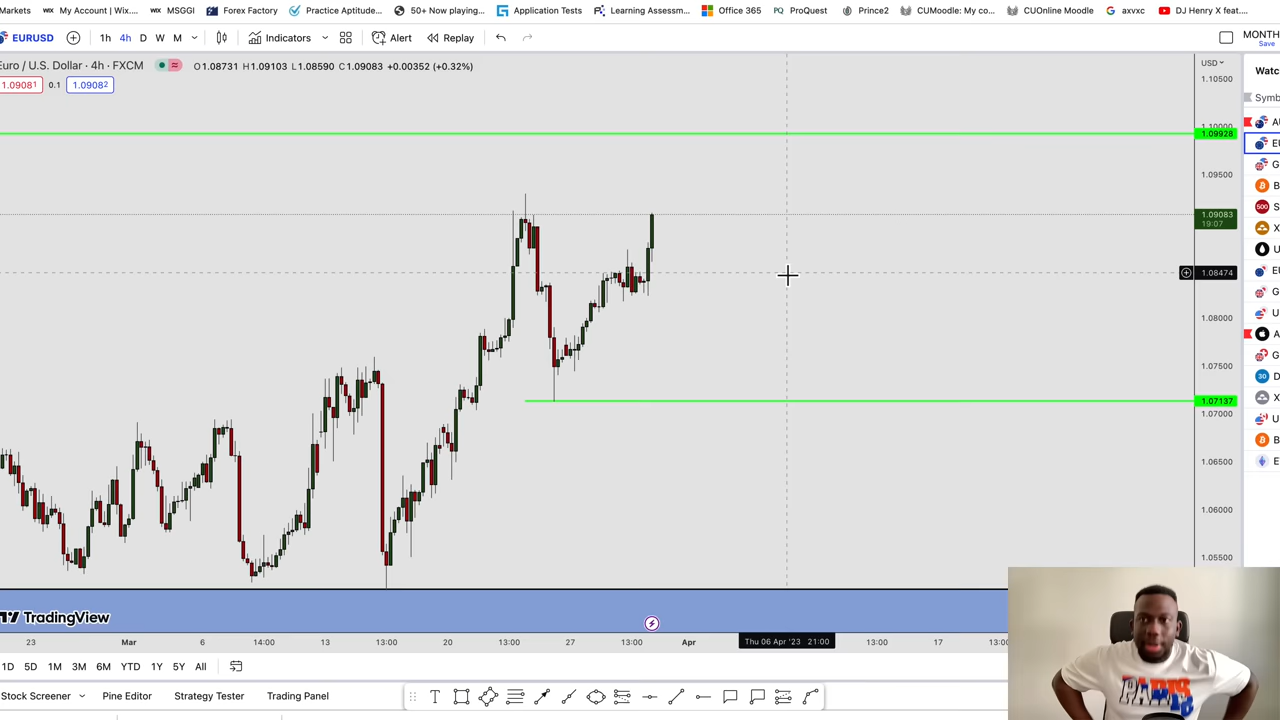 Markets My Account | Wix.... MSGGI Forex Factory Practice Aptitude... 50+ Now playing... Application Tests Learning Assessm... Office 365 ProQuest Prince2 CUMoodle: My co... CUOnline Moodle axvxc DJ Henry X feat....
EURUSD 1h 4h D W M Indicators Alert Replay MONTH
Save
Euro / U.S. Dollar · 4h · FXCM O1.08731 H1.09103 L1.08590 C1.09083 +0.00352 (+0.32%) USD Watc
1.09081 0.1 1.09082
1.10500
Symb
1.10000
1.09928
1.09500
1.09083
19:07
1.08474
1.08000
1.07500
1.07137
1.07000
1.06500
1.06000
1.05500
TradingView
23 Mar 6 14:00 13 13:00 20 13:00 27 13:00 Apr Thu 06 Apr '23 21:00 13:00 17 13:00
1D 5D 1M 3M 6M YTD 1Y 5Y All
Stock Screener Pine Editor Strategy Tester Trading Panel
PARIS